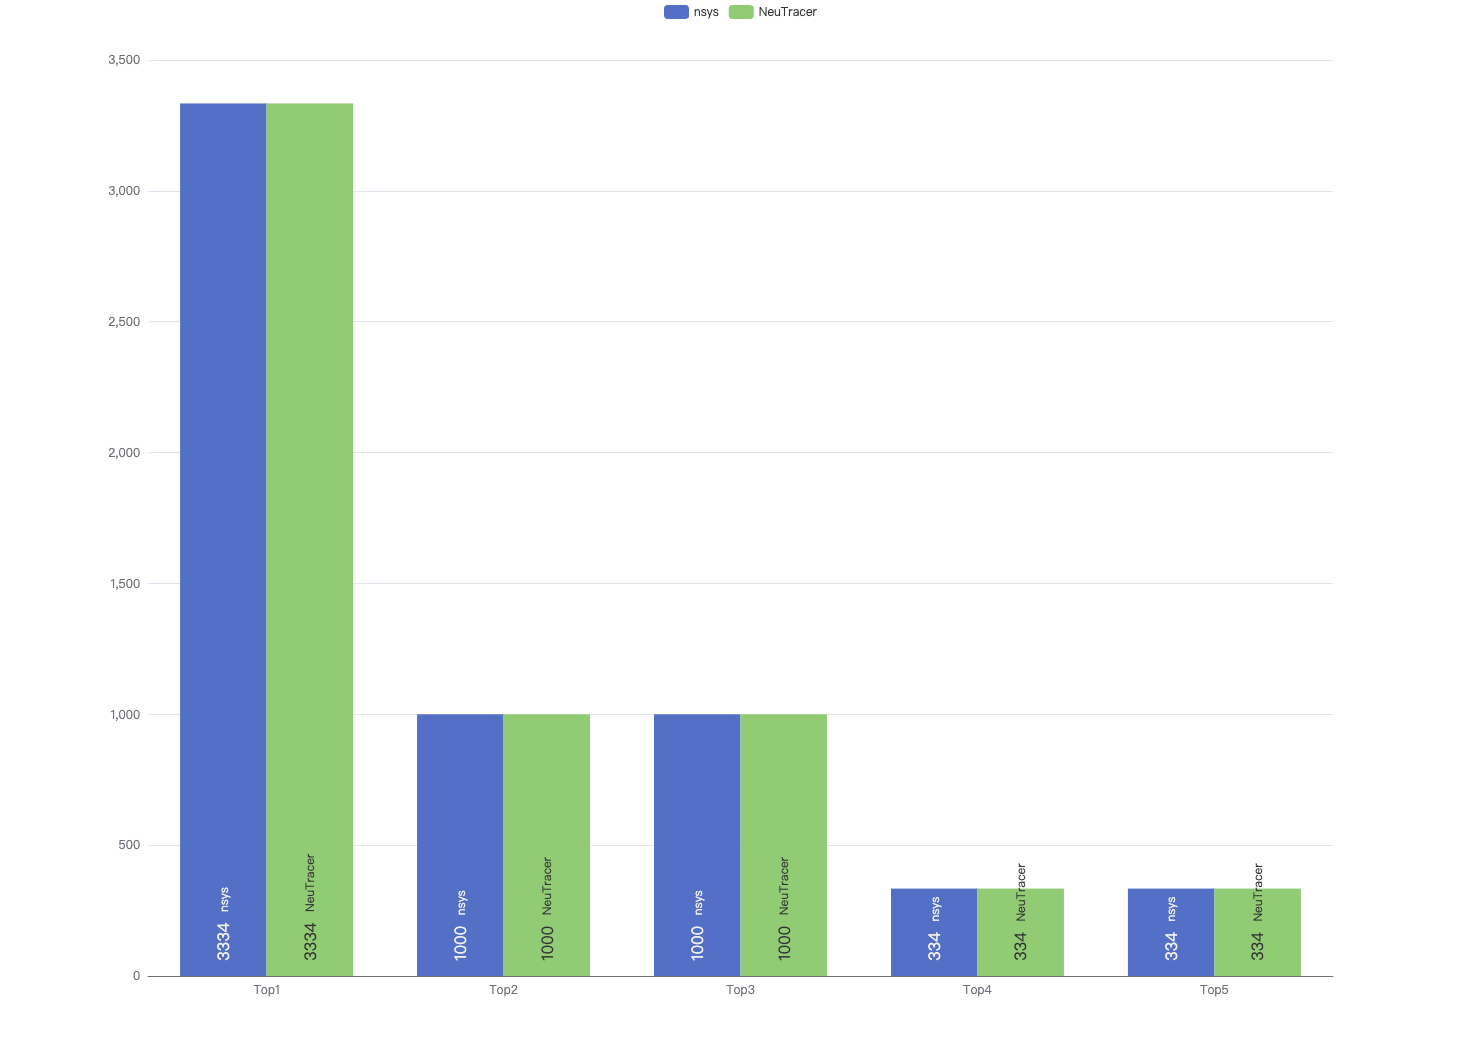 nsys NeuTracer
3,500
3,000
2,500
2,000
1,500
1,000
500
0
3334 nsys
3334 NeuTracer
1000 nsys
1000 NeuTracer
1000 nsys
1000 NeuTracer
334 nsys
334 NeuTracer
334 nsys
334 NeuTracer
Top1 Top2 Top3 Top4 Top5